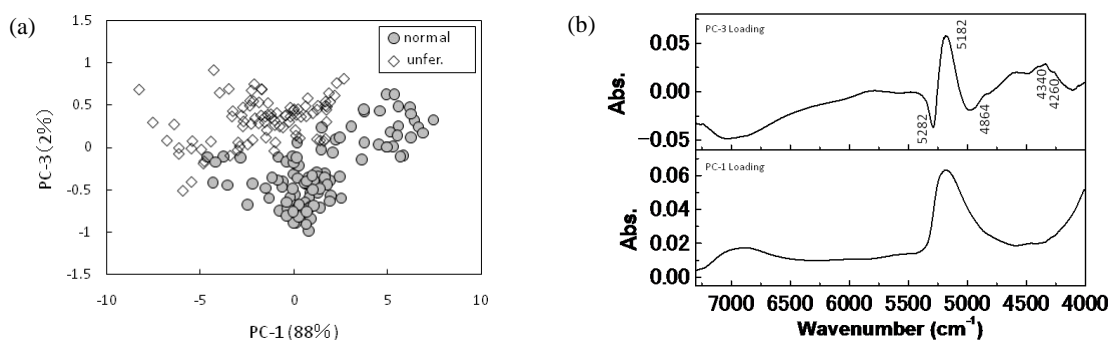 (a)
1.5
1
0.5
0
-0.5
-1
-1.5
PC-3 (2%)
normal
unfer.
-10
-5
0
5
10
PC-1 (88%)
(b)
PC-3 Loading
0.05
0.00
−0.05
Abs.
5282
5182
4864
4340
4260
PC-1 Loading
0.06
0.04
0.02
0.00
Abs.
7000
6500
6000
5500
5000
4500
4000
Wavenumber (cm⁻¹)